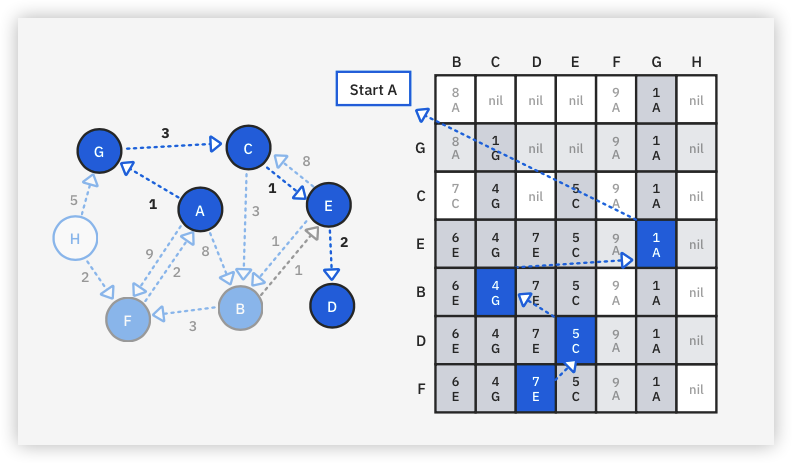 3
G
C
8
1
1
5
A
3
E
H
9
2
8
1
2
2
1
F
3
B
D
Start A
B C D E F G H
8 nil nil nil 9 1 nil
A A A
G 8 1 nil nil 9 1 nil
A G A A
C 7 4 nil 5 9 1 nil
C G C A A
E 6 4 7 5 9 1 nil
E G E C A A
B 6 4 7 5 9 1 nil
E G E C A A
D 6 4 7 5 9 1 nil
E G E C A A
F 6 4 7 5 9 1 nil
E G E C A A